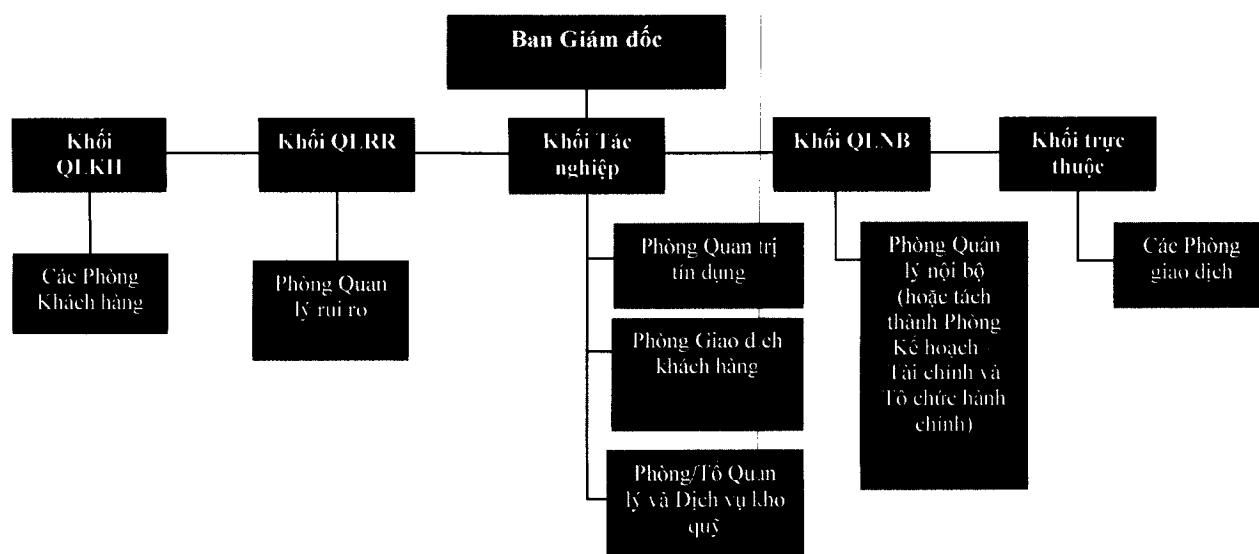 Ban Giám đốc
Khối
QLKH
Khối QLRR
Khối Tác
nghiệp
Khối QLNB
Khối trực
thuộc
Các Phòng
Khách hàng
Phòng Quản
lý rủi ro
Phòng Quản trị
tín dụng
Phòng Giao dịch
khách hàng
Phòng/Tổ Quản
lý và Dịch vụ kho
quỹ
Phòng Quản
lý nội bộ
(hoặc tách
thành Phòng
Kế hoạch
Tài chính và
Tổ chức hành
chính)
Các Phòng
giao dịch